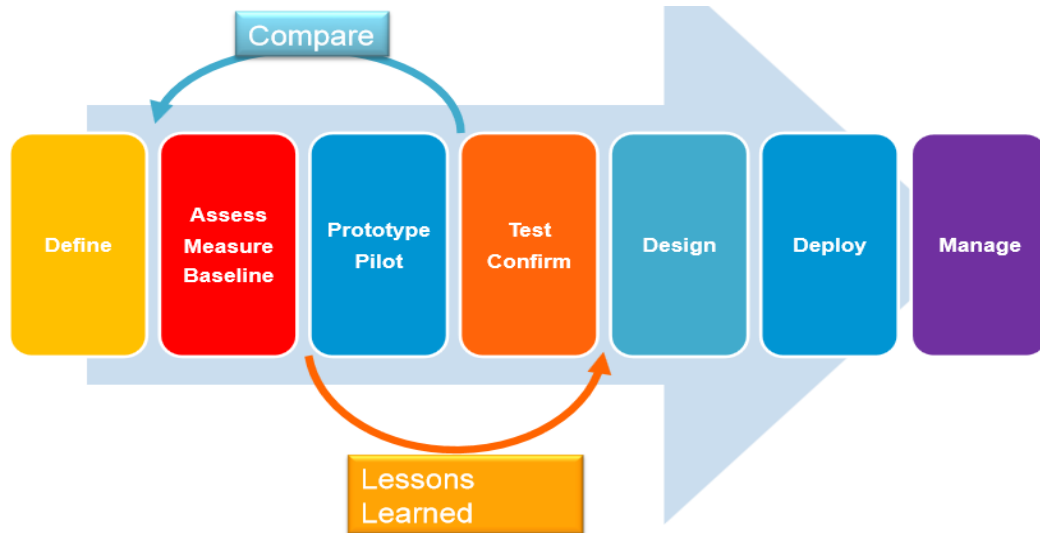 Compare
Define
Assess
Measure
Baseline
Prototype
Pilot
Test
Confirm
Design
Deploy
Manage
Lessons
Learned